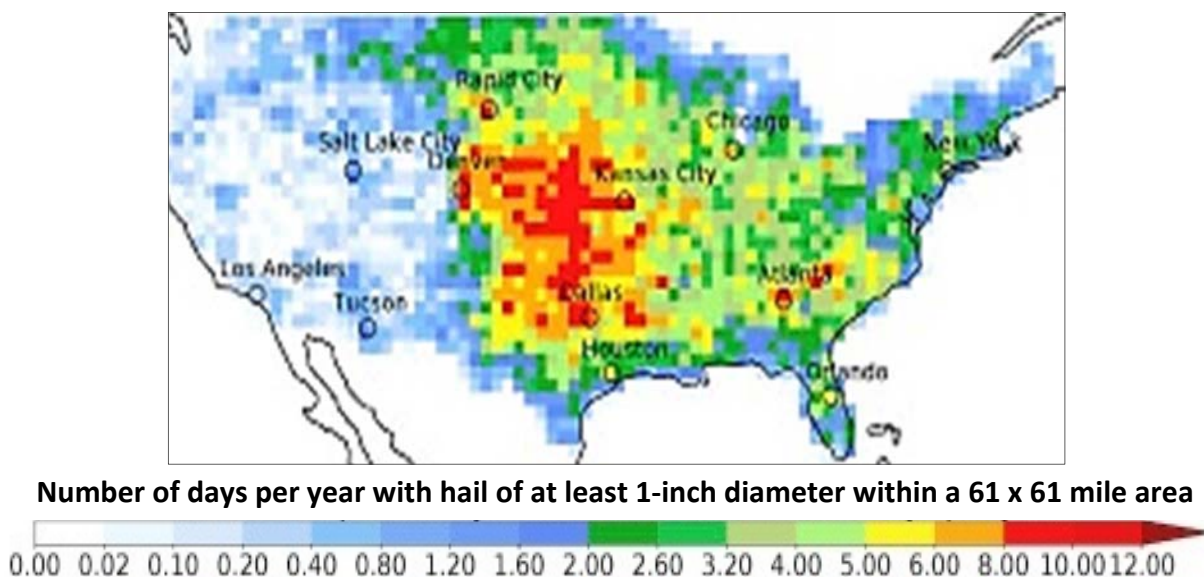 Rapid City
Chicago
New York
Salt Lake City
Denver
Kansas City
Los Angeles
Atlanta
Tucson
Dallas
Houston
Orlando
Number of days per year with hail of at least 1-inch diameter within a 61 x 61 mile area
0.00 0.02 0.10 0.20 0.40 0.80 1.20 1.60 2.00 2.60 3.20 4.00 5.00 6.00 8.00 10.00 12.00